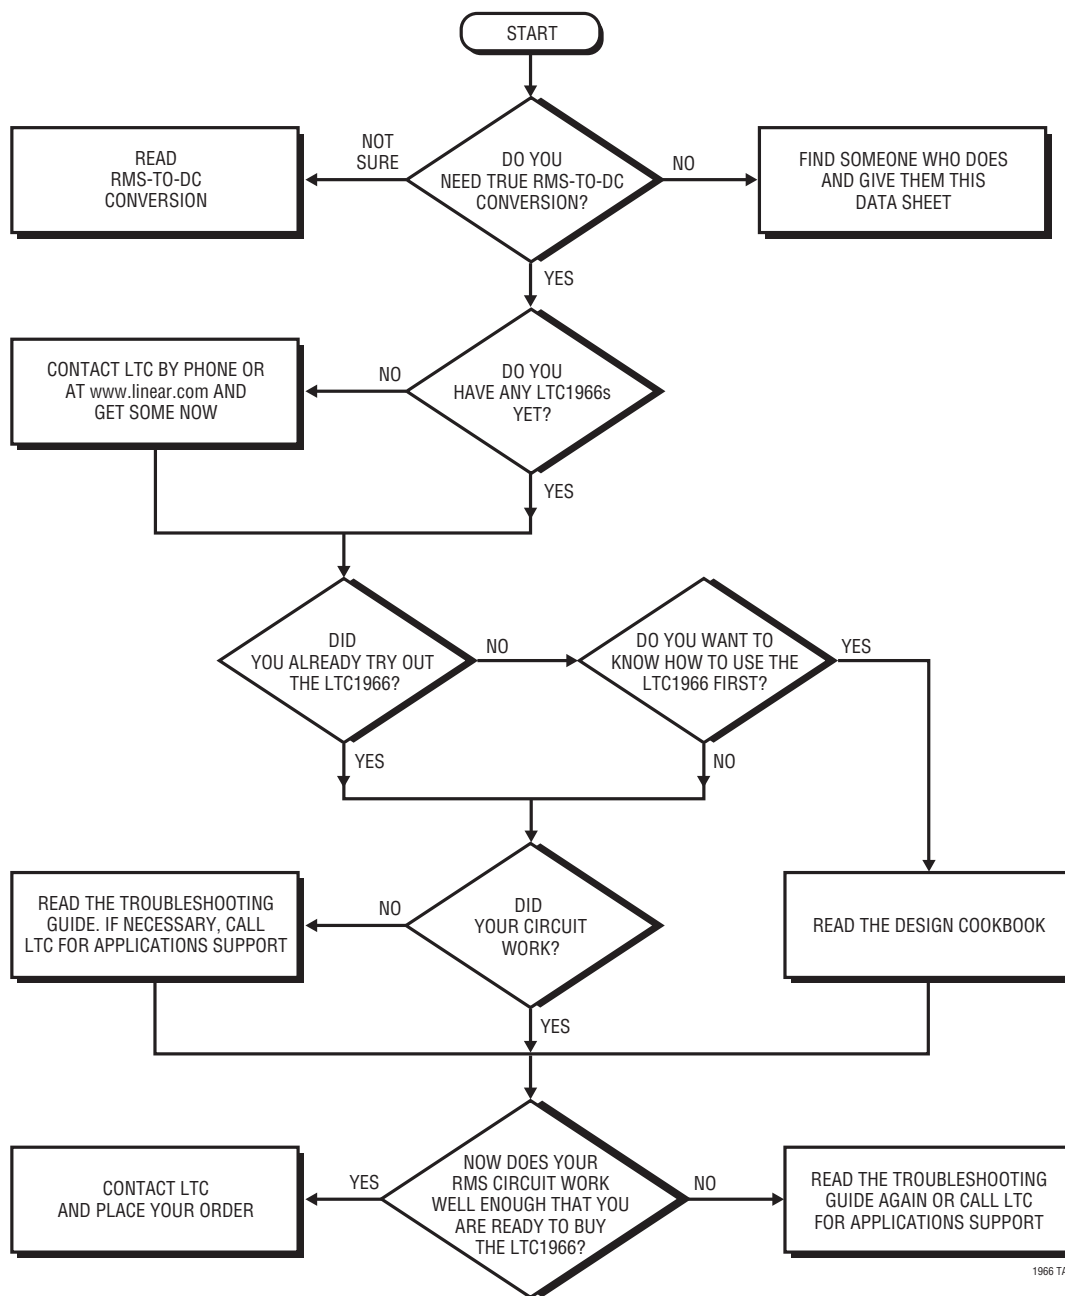 START
NOT
SURE
READ
RMS-TO-DC
CONVERSION
DO YOU
NEED TRUE RMS-TO-DC
CONVERSION?
NO
FIND SOMEONE WHO DOES
AND GIVE THEM THIS
DATA SHEET
YES
CONTACT LTC BY PHONE OR
AT www.linear.com AND
GET SOME NOW
NO
DO YOU
HAVE ANY LTC1966s
YET?
YES
DID
YOU ALREADY TRY OUT
THE LTC1966?
NO
DO YOU WANT TO
KNOW HOW TO USE THE
LTC1966 FIRST?
YES
YES
NO
READ THE TROUBLESHOOTING
GUIDE. IF NECESSARY, CALL
LTC FOR APPLICATIONS SUPPORT
NO
DID
YOUR CIRCUIT
WORK?
READ THE DESIGN COOKBOOK
YES
CONTACT LTC
AND PLACE YOUR ORDER
YES
NOW DOES YOUR
RMS CIRCUIT WORK
WELL ENOUGH THAT YOU
ARE READY TO BUY
THE LTC1966?
NO
READ THE TROUBLESHOOTING
GUIDE AGAIN OR CALL LTC
FOR APPLICATIONS SUPPORT
1966 TA